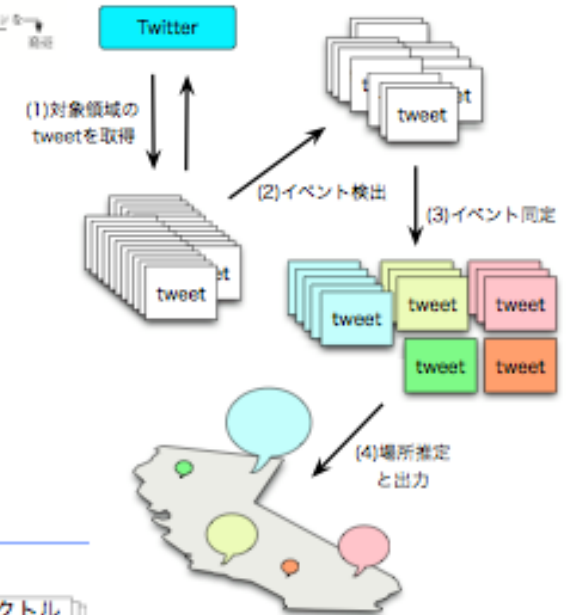 Twitter
(1)対象領域の
tweetを取得
(2)イベント検出
tweet
tweet
(3)イベント同定
tweet
tweet
tweet
tweet
tweet
tweet
(4)場所推定
と出力
クトル